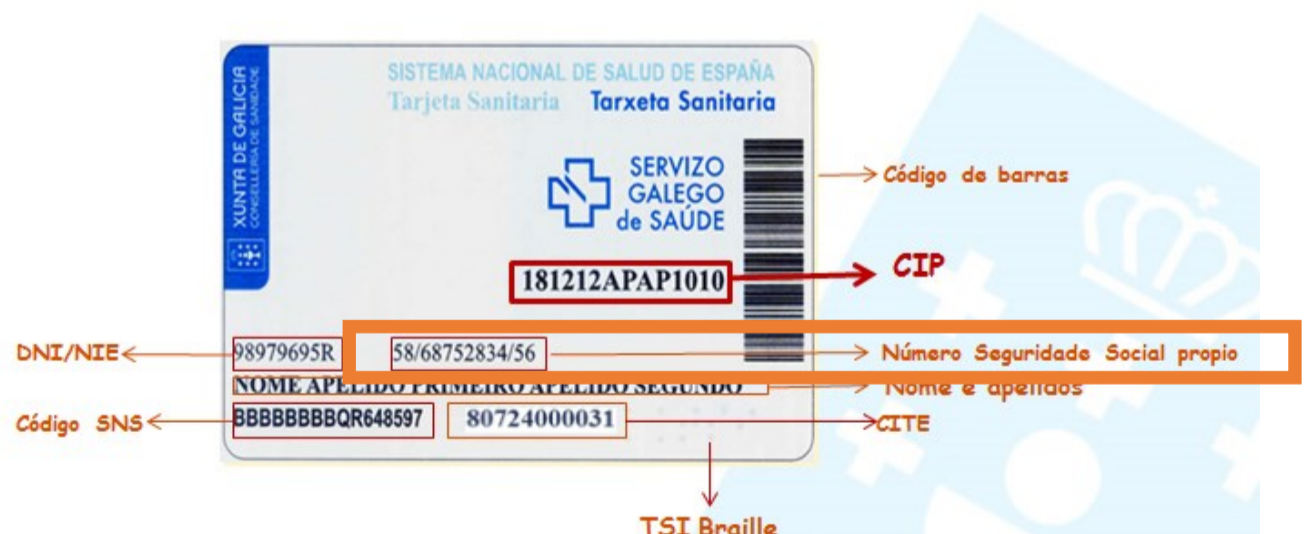 XUNTA DE GALICIA
CONSELLERÍA DE SANIDADE
SISTEMA NACIONAL DE SALUD DE ESPAÑA
Tarjeta Sanitaria Tarxeta Sanitaria
SERVIZO
GALEGO
de SAÚDE
Código de barras
181212APAP1010
CIP
DNI/NIE
98979695R
58/68752834/56
Número Seguridade Social propio
NOME APELIDO PRIMEIRO APELIDO SEGUNDO
Nome e apelidos
Código SNS
BBBBBBBBQR648597
80724000031
CITE
TSI Braille